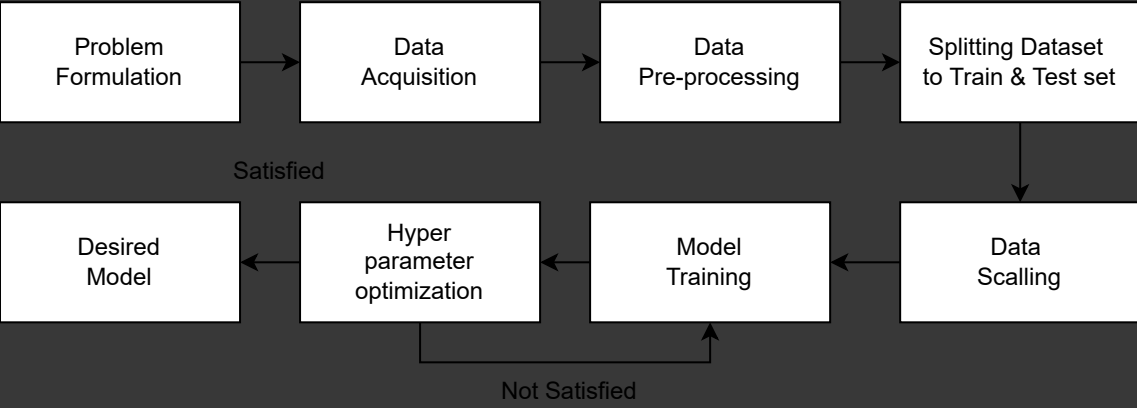 Problem
Formulation
Data
Acquisition
Data
Pre-processing
Splitting Dataset
to Train & Test set
Satisfied
Desired
Model
Hyper
parameter
optimization
Model
Training
Data
Scalling
Not Satisfied